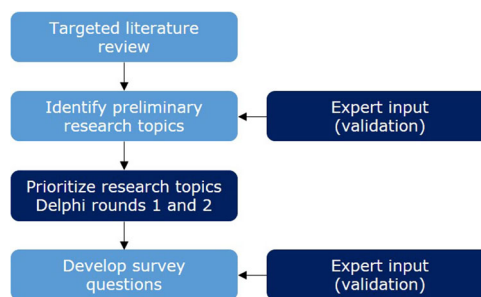 Targeted literature
review
Identify preliminary
research topics
Expert input
(validation)
Prioritize research topics
Delphi rounds 1 and 2
Develop survey
questions
Expert input
(validation)